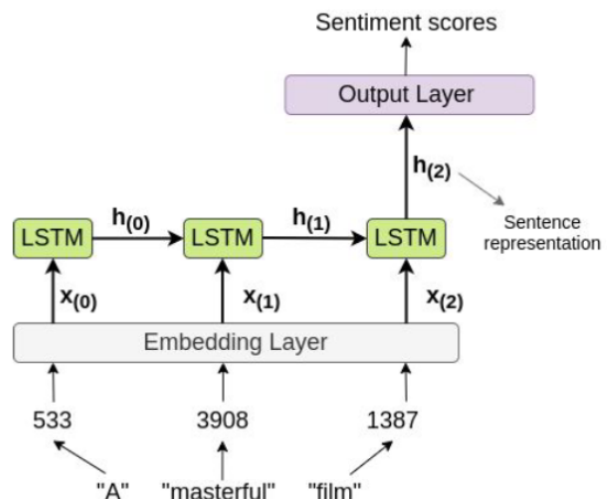 Sentiment scores
Output Layer
h(2)
Sentence
representation
h(0)
h(1)
LSTM
LSTM
LSTM
x(0)
x(1)
x(2)
Embedding Layer
533
3908
1387
"A"
"masterful"
"film"